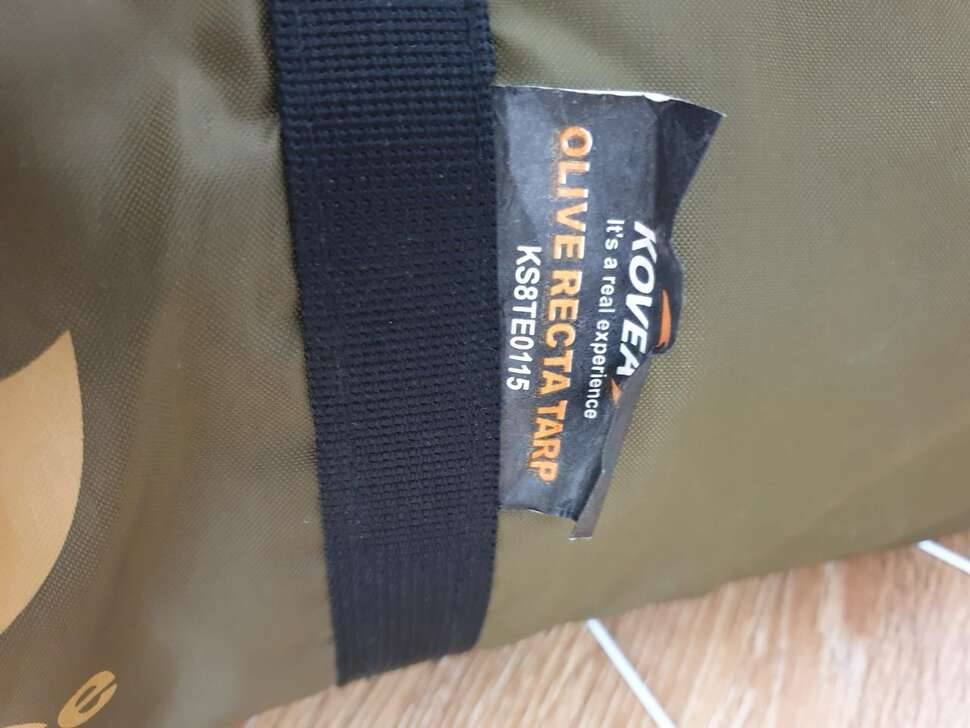 KOVEA
It's a real experience
OLIVE RECTA TARP
KS8TE0115
e